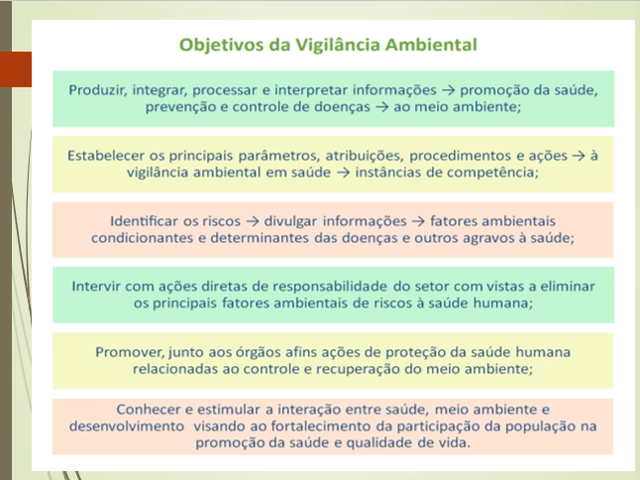 Objetivos da Vigilância Ambiental
Produzir, integrar, processar e interpretar informações → promoção da saúde,
prevenção e controle de doenças → ao meio ambiente;
Estabelecer os principais parâmetros, atribuições, procedimentos e ações → à
vigilância ambiental em saúde → instâncias de competência;
Identificar os riscos → divulgar informações → fatores ambientais
condicionantes e determinantes das doenças e outros agravos à saúde;
Intervir com ações diretas de responsabilidade do setor com vistas a eliminar
os principais fatores ambientais de riscos à saúde humana;
Promover, junto aos órgãos afins ações de proteção da saúde humana
relacionadas ao controle e recuperação do meio ambiente;
Conhecer e estimular a interação entre saúde, meio ambiente e
desenvolvimento visando ao fortalecimento da participação da população na
promoção da saúde e qualidade de vida.